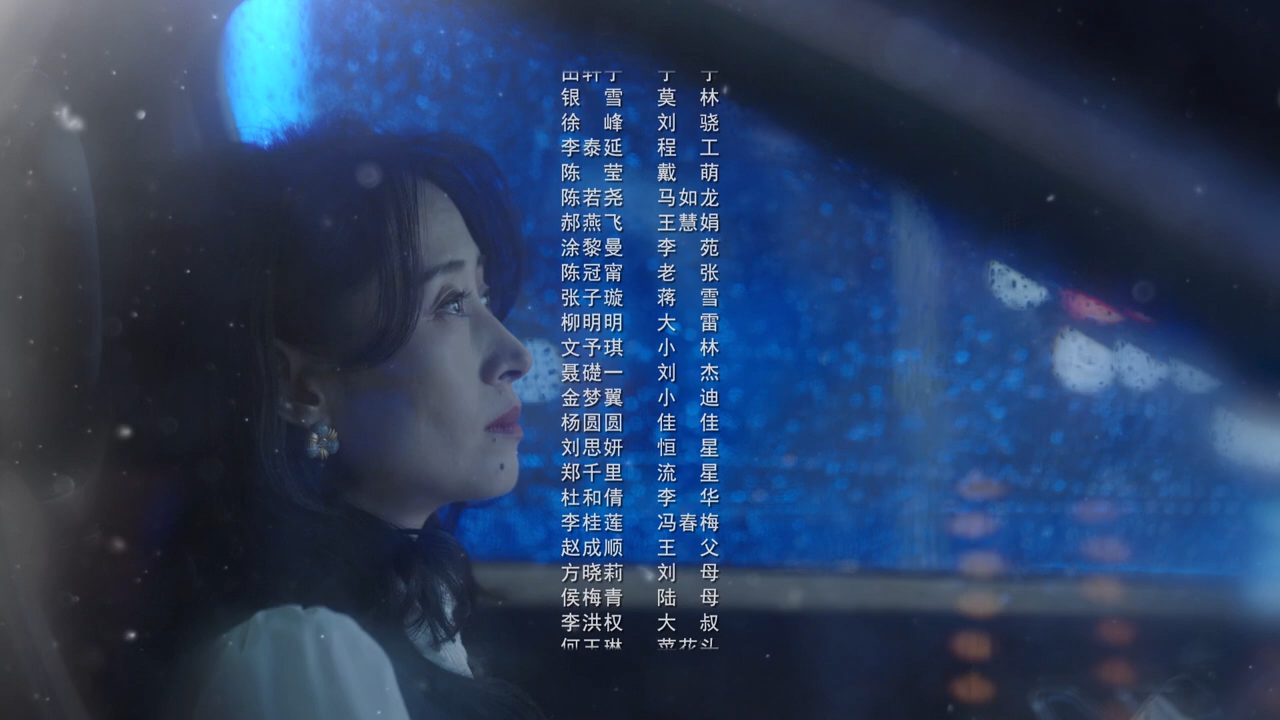 银雪 莫林
徐峰 刘骁
李泰延 程工
陈莹 戴萌
陈若尧 马如龙
郝燕飞 王慧娟
涂黎曼 李苑
陈冠甯 老张
张子璇 蒋雪
柳明明 大雷
文予琪 小林
聂礎一 刘杰
金梦翼 小迪
杨圆圆 佳佳
刘思妍 恒星
郑千里 流星
杜和倩 李华
李桂莲 冯春梅
赵成顺 王父
方晓莉 刘母
侯梅青 陆母
李洪权 大叔